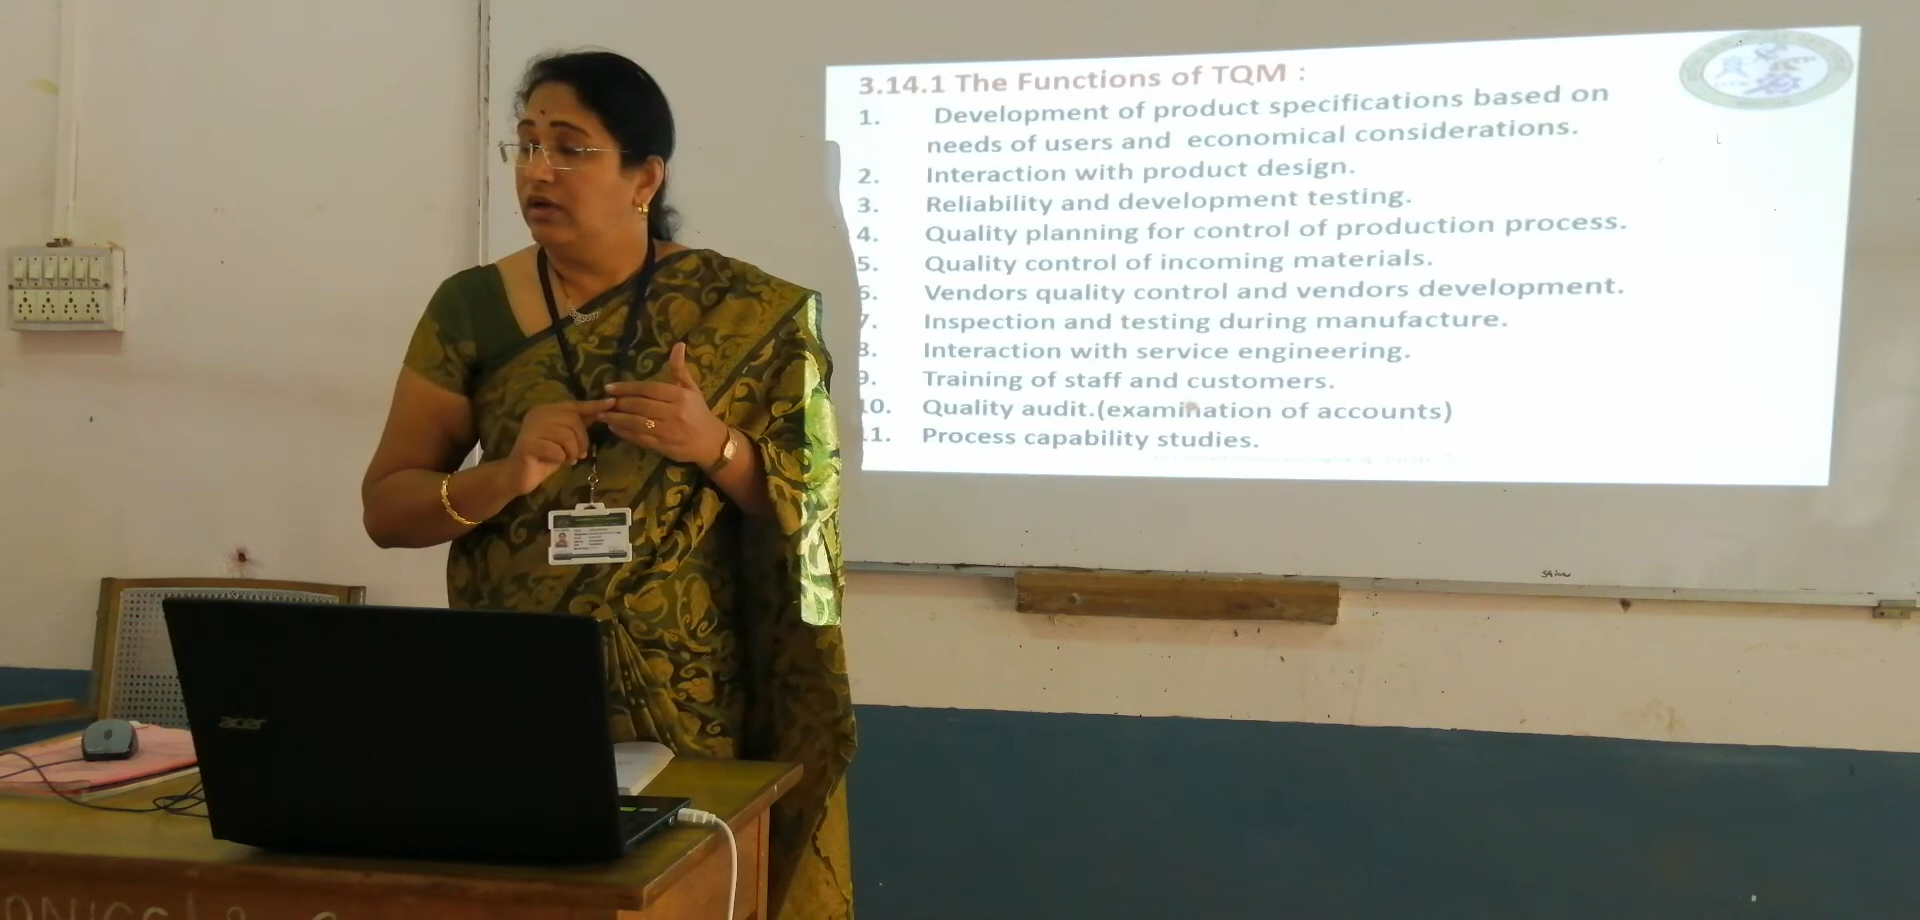 3.14.1 The Functions of TQM :
1. Development of product specifications based on
needs of users and economical considerations.
2. Interaction with product design.
3. Reliability and development testing.
4. Quality planning for control of production process.
5. Quality control of incoming materials.
6. Vendors quality control and vendors development.
7. Inspection and testing during manufacture.
8. Interaction with service engineering.
9. Training of staff and customers.
10. Quality audit.(examination of accounts)
11. Process capability studies.
acer